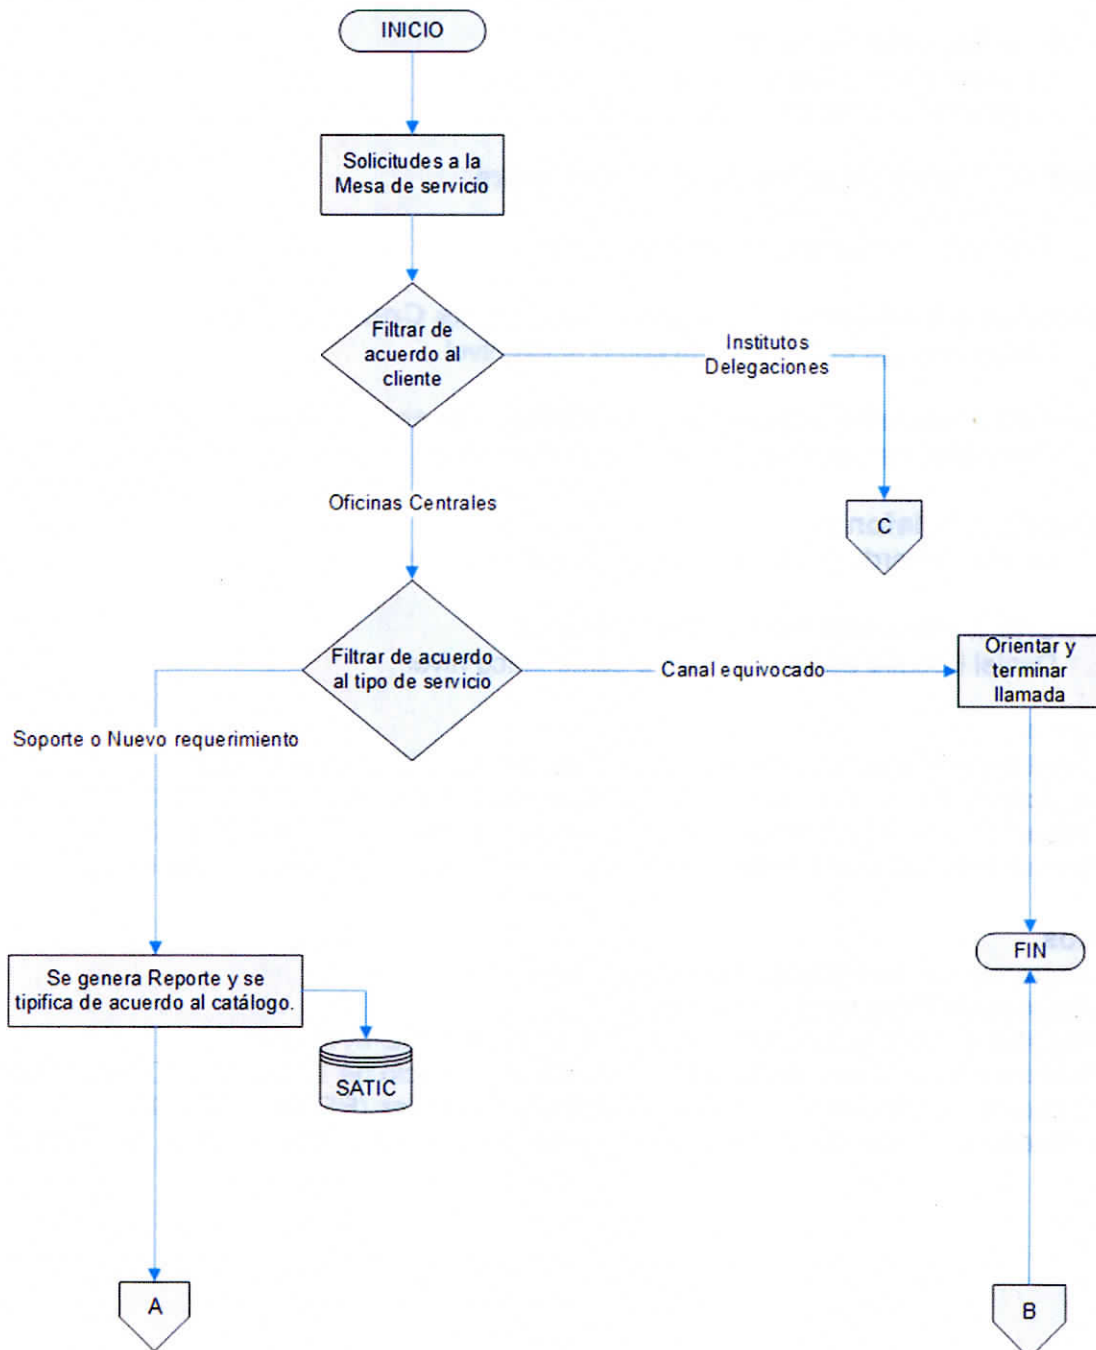 INICIO
Solicitudes a la
Mesa de servicio
Filtrar de
acuerdo al
cliente
Institutos
Delegaciones
Oficinas Centrales
C
Filtrar de acuerdo
al tipo de servicio
Canal equivocado
Orientar y
terminar
llamada
Soporte o Nuevo requerimiento
FIN
Se genera Reporte y se
tipifica de acuerdo al catálogo.
SATIC
A
B